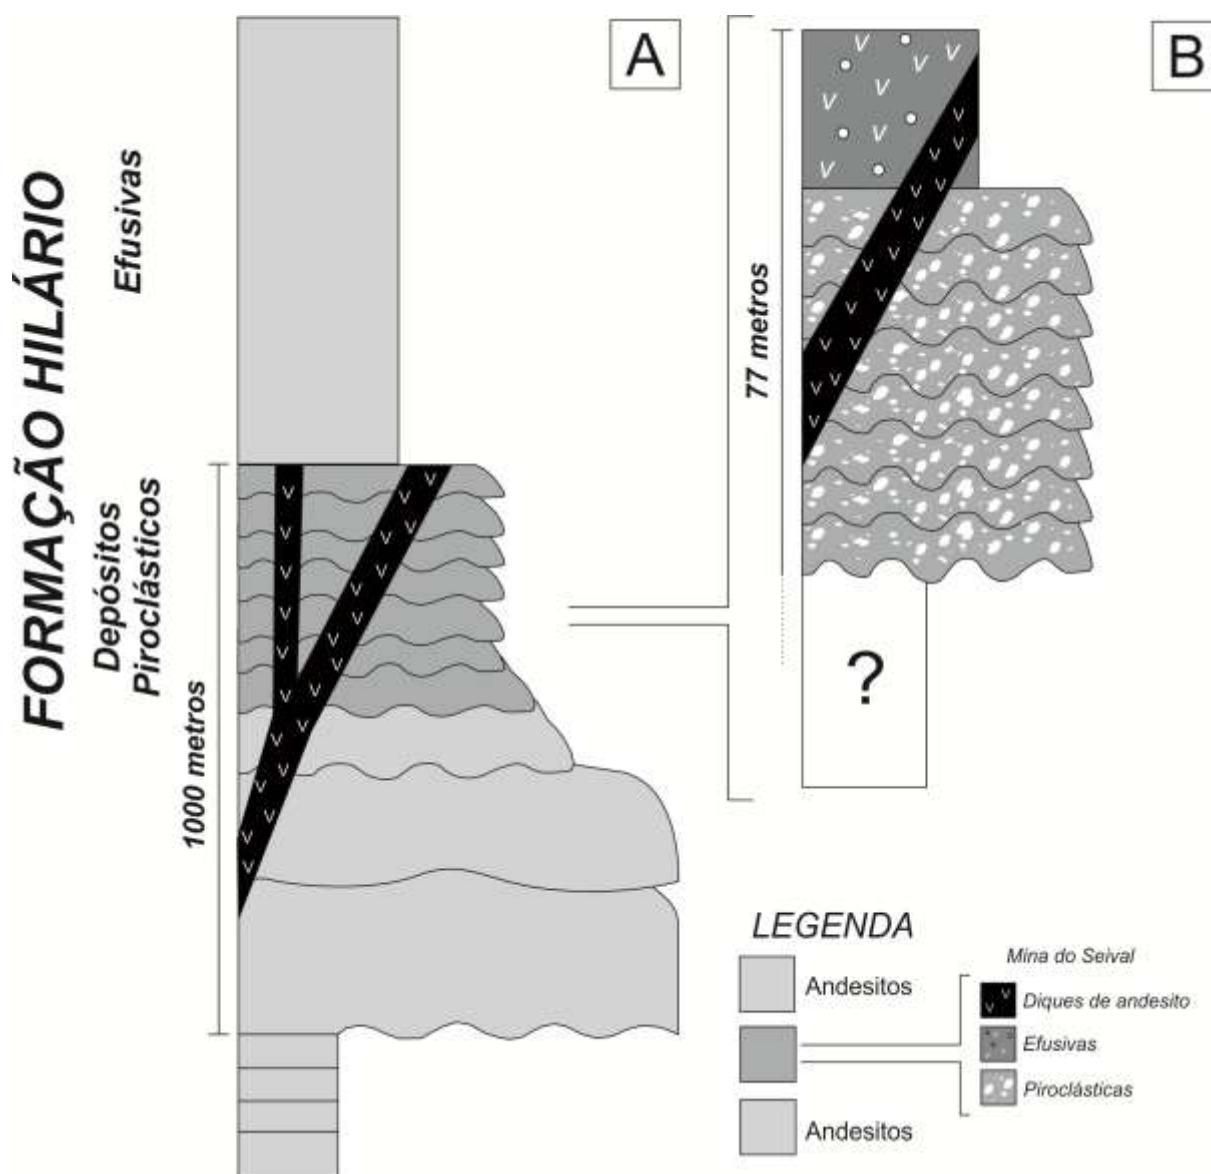 FORMAÇÃO HILÁRIO
Efusivas
Depósitos
Piroclásticos
1000 metros
A
B
77 metros
?
LEGENDA
Andesitos
Andesitos
Mina do Seival
Diques de andesito
Efusivas
Piroclásticas